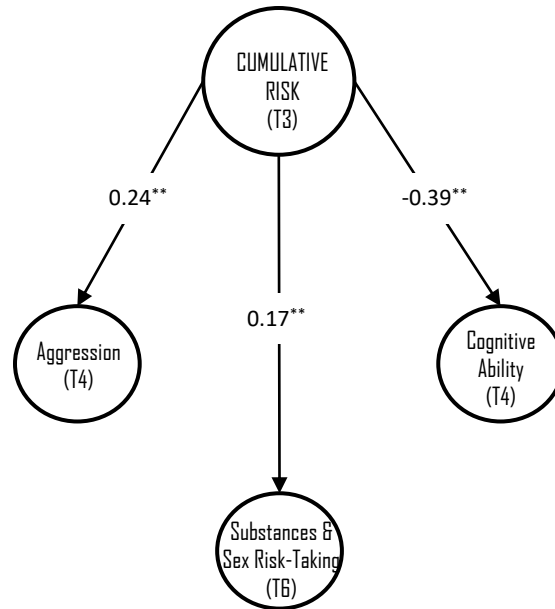 CUMULATIVE
RISK
(T3)
0.24**
-0.39**
0.17**
Aggression
(T4)
Cognitive
Ability
(T4)
Substances &
Sex Risk-Taking
(T6)